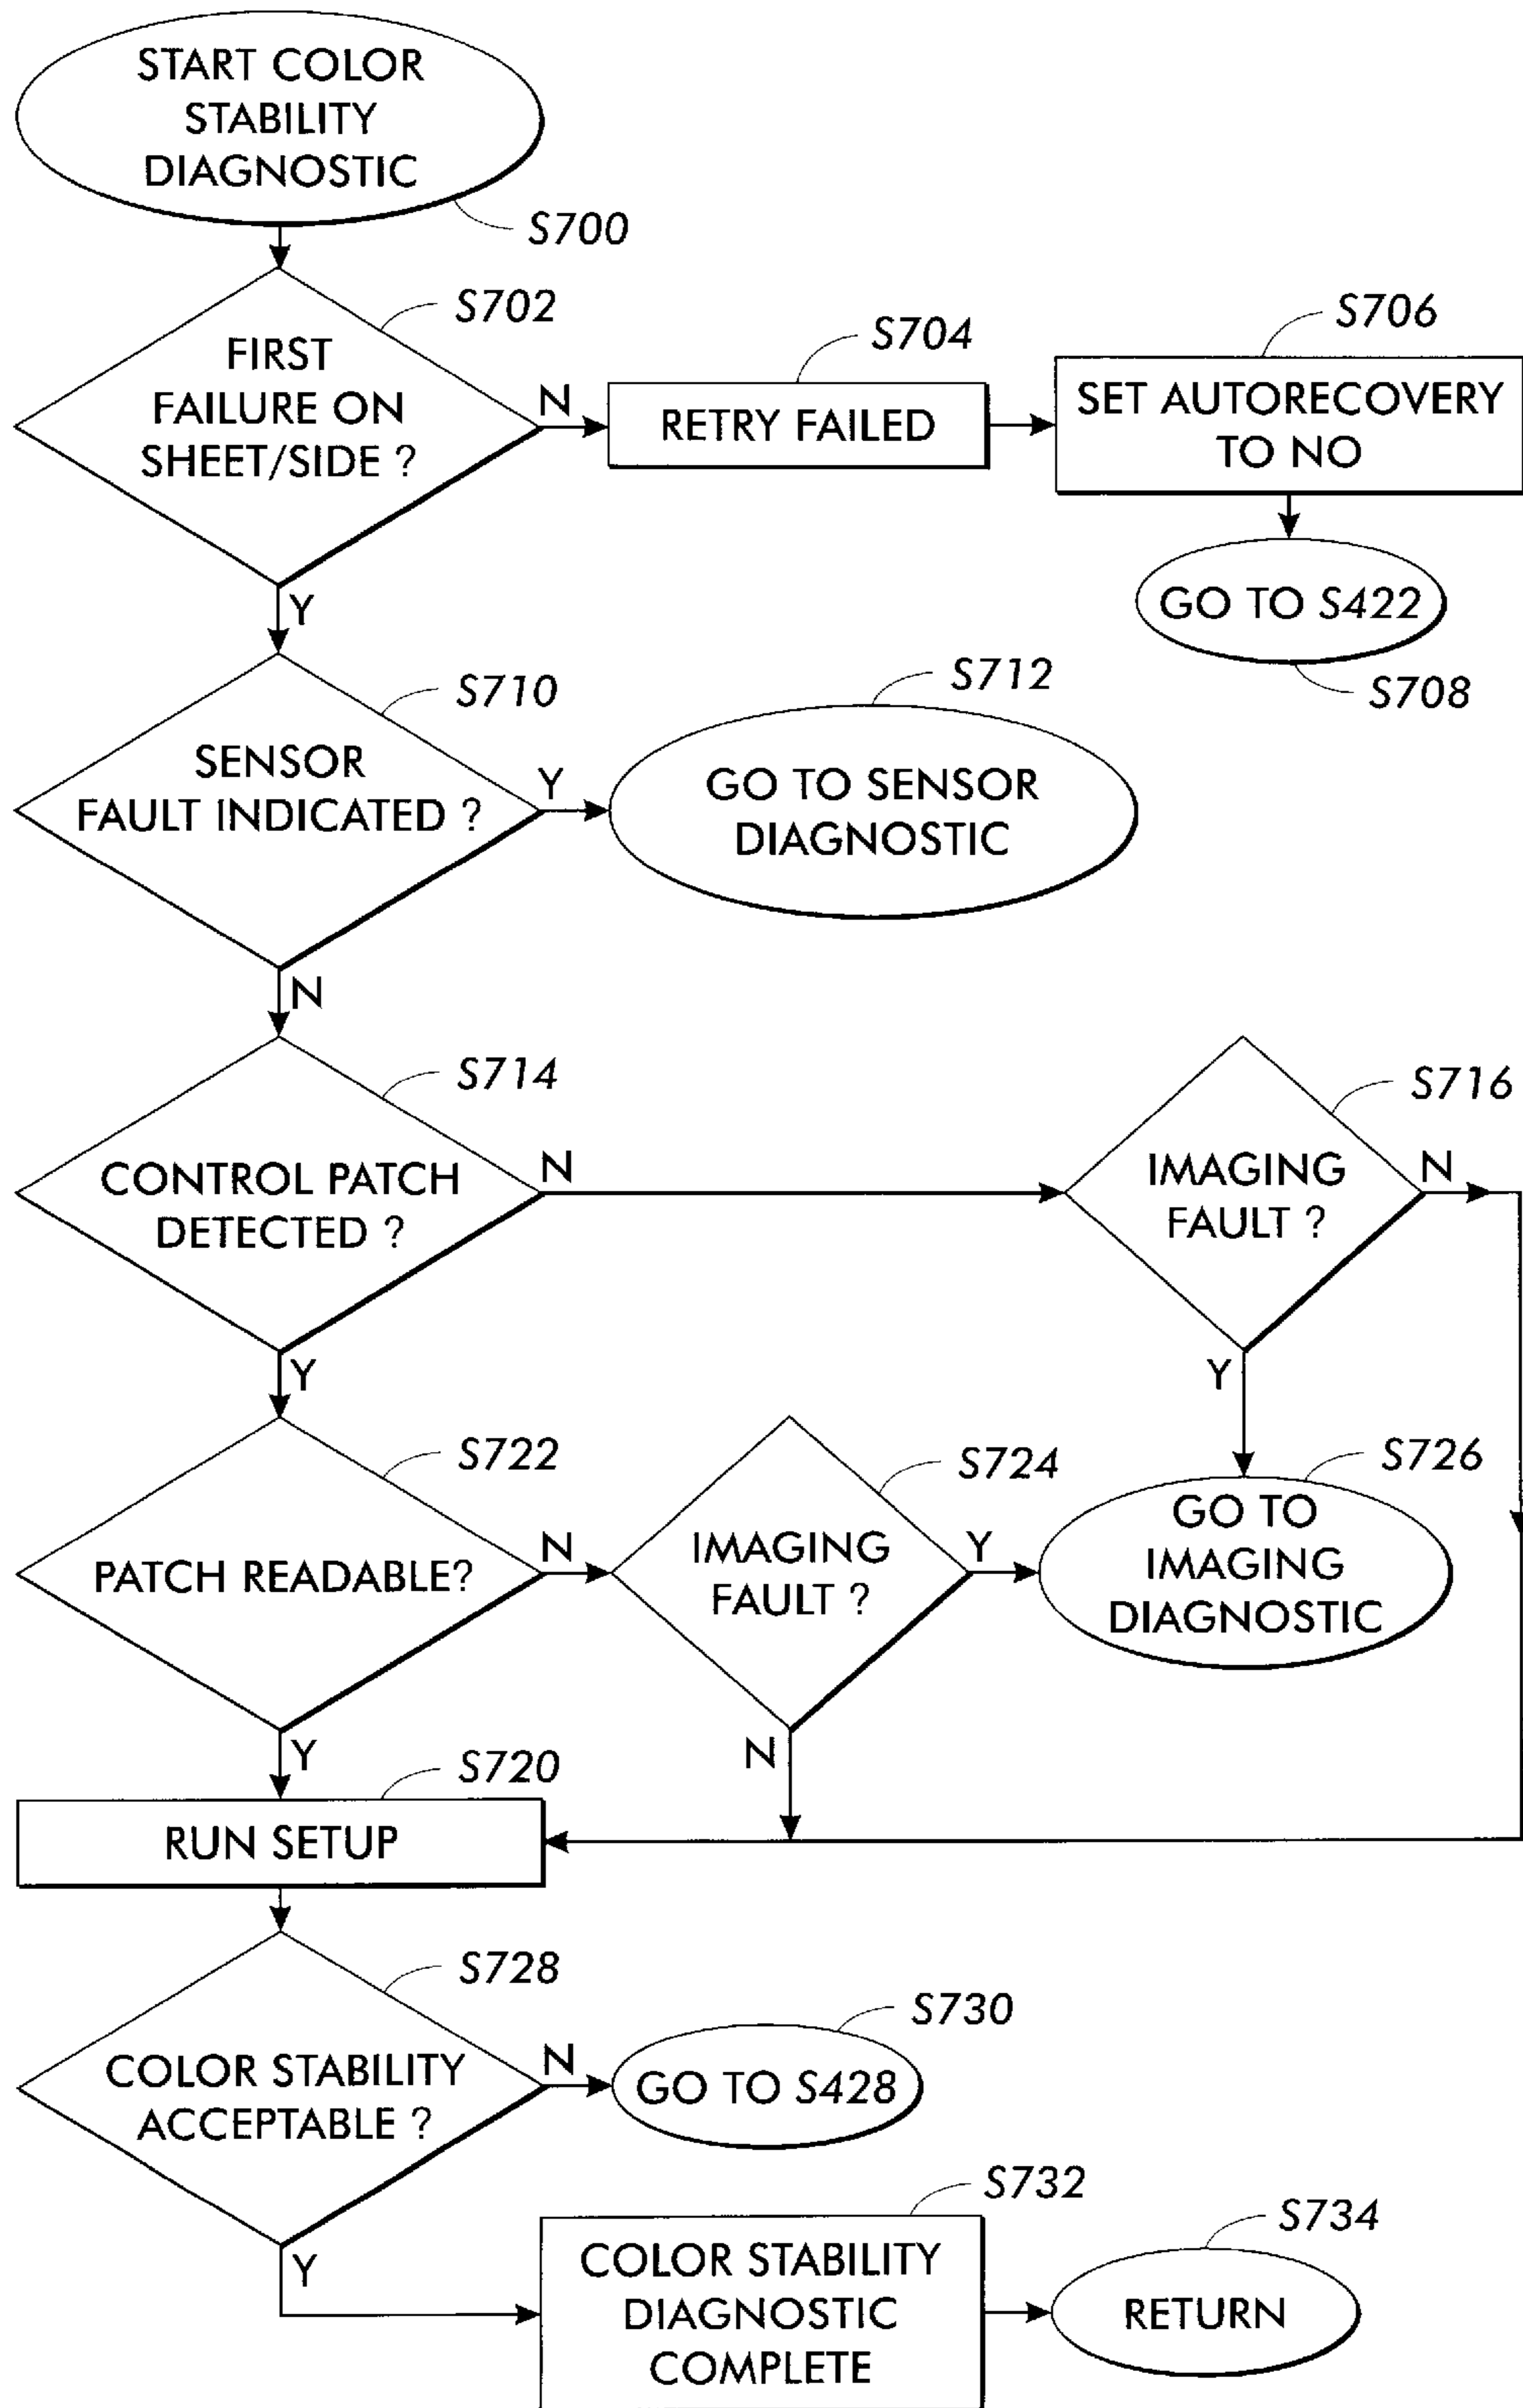 START COLOR
STABILITY
DIAGNOSTIC
S700
S702
FIRST
FAILURE ON
SHEET/SIDE ?
N
Y
S704
RETRY FAILED
S706
SET AUTORECOVERY
TO NO
GO TO S422
S708
S710
SENSOR
FAULT INDICATED ?
Y
N
S712
GO TO SENSOR
DIAGNOSTIC
S714
CONTROL PATCH
DETECTED ?
N
Y
S716
IMAGING
FAULT ?
N
Y
S722
PATCH READABLE?
N
Y
S724
IMAGING
FAULT ?
Y
N
S726
GO TO
IMAGING
DIAGNOSTIC
S720
RUN SETUP
S728
COLOR STABILITY
ACCEPTABLE ?
N
Y
S730
GO TO S428
S732
COLOR STABILITY
DIAGNOSTIC
COMPLETE
S734
RETURN